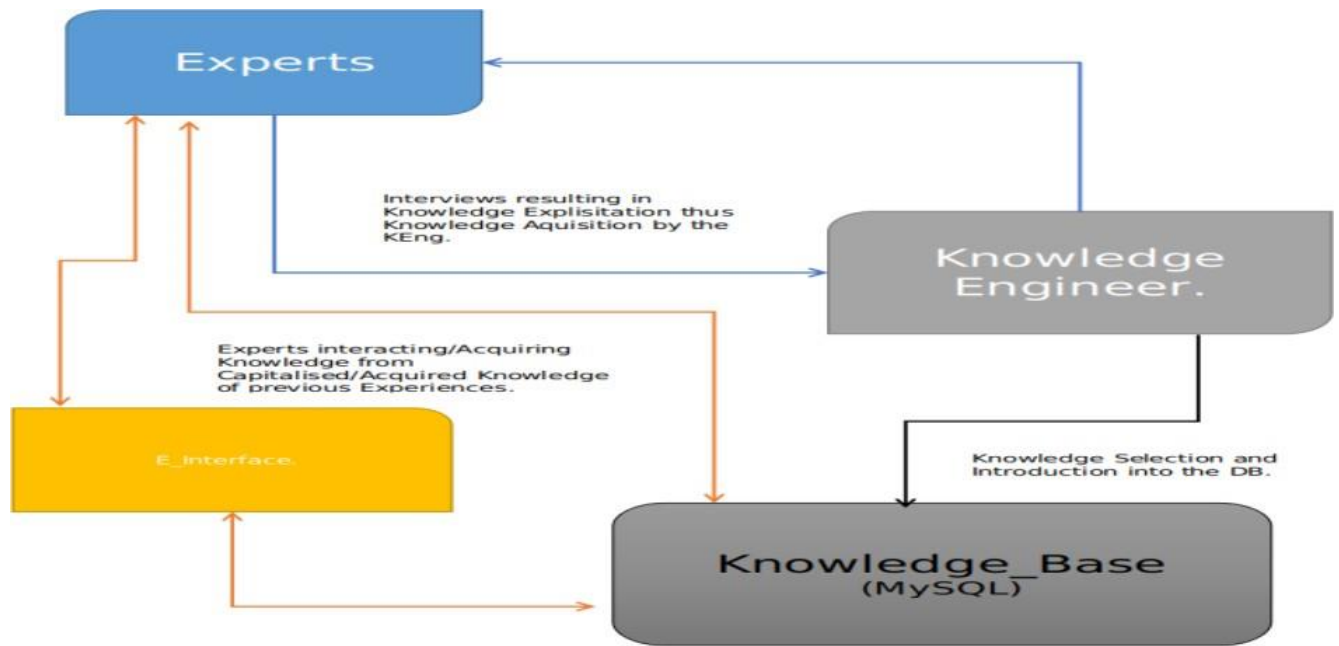 Experts
Interviews resulting in
Knowledge Explisitation thus
Knowledge Aquisition by the
KEng.
Knowledge
Engineer.
Experts interacting/Acquiring
Knowledge from
Capitalised/Acquired Knowledge
of previous Experiences.
E_Interface.
Knowledge Selection and
Introduction into the DB.
Knowledge_Base
(MySQL)